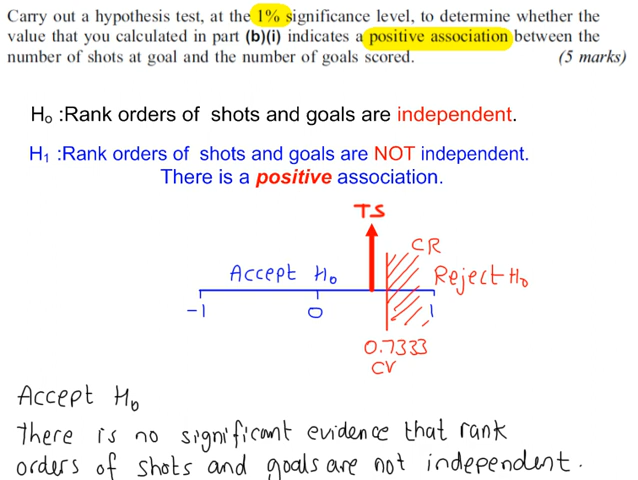 Carry out a hypothesis test, at the 1% significance level, to determine whether the
value that you calculated in part (b)(i) indicates a positive association between the
number of shots at goal and the number of goals scored. (5 marks)
H₀ :Rank orders of shots and goals are independent.
H₁ :Rank orders of shots and goals are NOT independent.
There is a positive association.
TS
CR
Accept H₀ Reject H₀
-1 0 1
0.7333
CV
Accept H₀
There is no significant evidence that rank
orders of shots and goals are not independent.